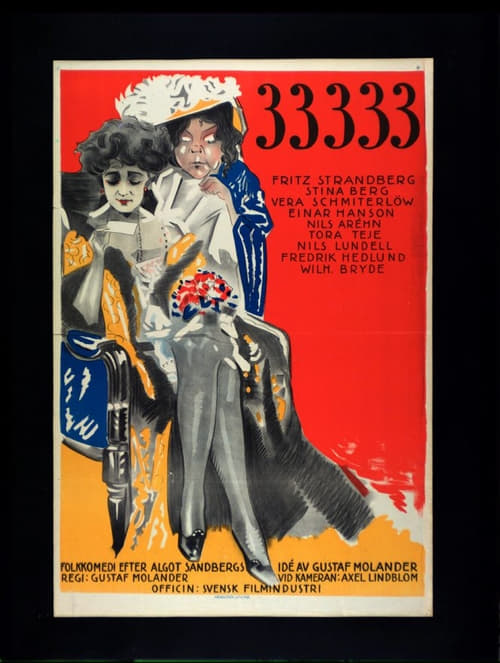 33333
FRITZ STRANDBERG
STINA BERG
VERA SCHMITERLÖW
EINAR HANSON
NILS ARÉHN
TORA TEJE
NILS LUNDELL
FREDRIK HEDLUND
WILH. BRYDE
FOLKKOMEDI EFTER ALGOT SANDBERGS IDÉ AV GUSTAF MOLANDER
REGI: GUSTAF MOLANDER VID KAMERAN: AXEL LINDBLOM
OFFICIN: SVENSK FILMINDUSTRI